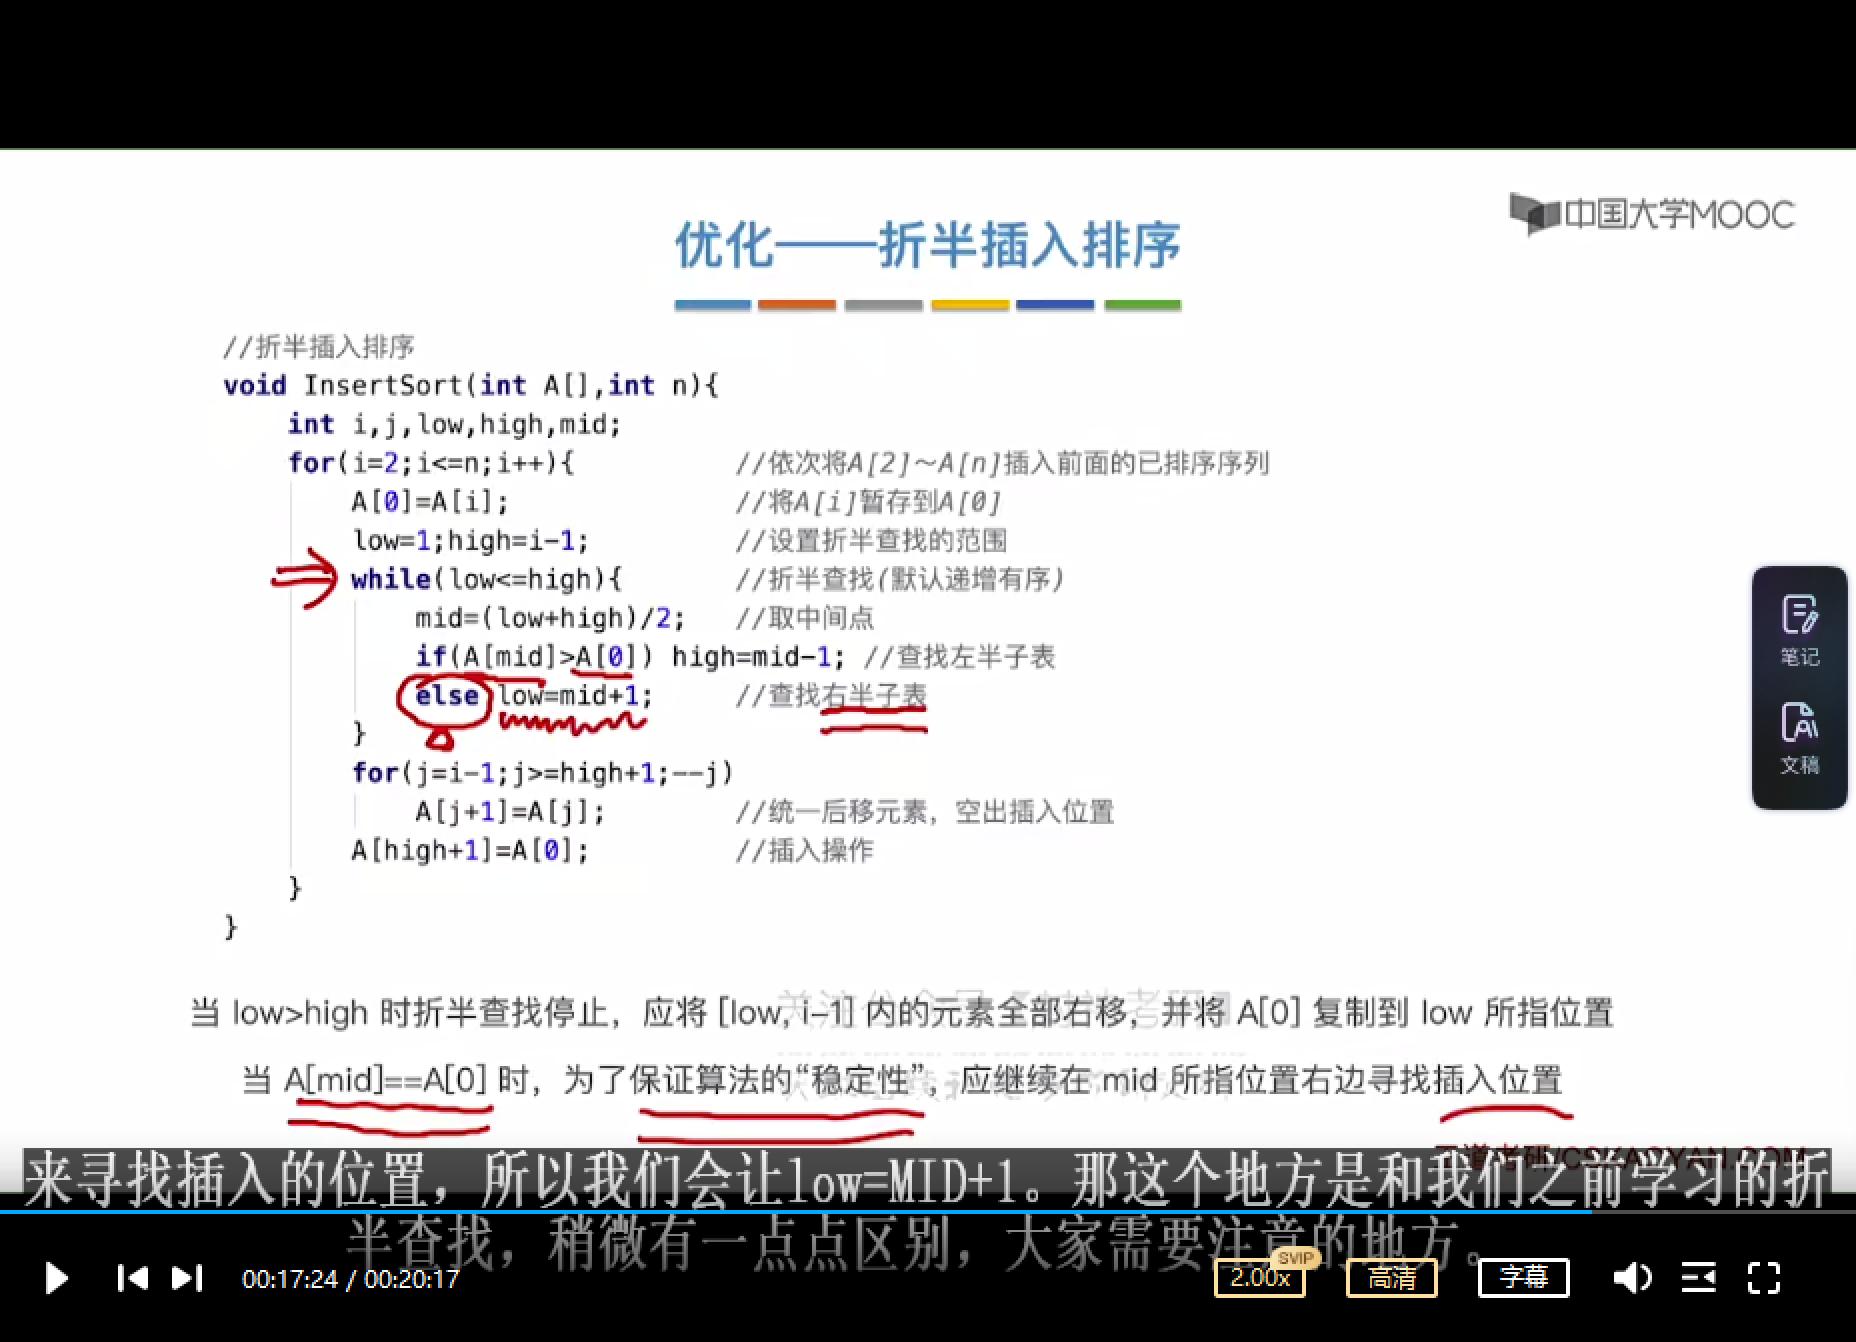 中国大学MOOC
优化——折半插入排序
//折半插入排序
void InsertSort(int A[],int n){
int i,j,low,high,mid;
for(i=2;i<=n;i++){ //依次将A[2]～A[n]插入前面的已排序序列
A[0]=A[i]; //将A[i]暂存到A[0]
low=1;high=i-1; //设置折半查找的范围
while(low<=high){ //折半查找(默认递增有序)
mid=(low+high)/2; //取中间点
if(A[mid]>A[0]) high=mid-1; //查找左半子表
else low=mid+1; //查找右半子表
}
for(j=i-1;j>=high+1;--j)
A[j+1]=A[j]; //统一后移元素，空出插入位置
A[high+1]=A[0]; //插入操作
}
}
笔记
文稿
当 low>high 时折半查找停止，应将 [low, i-1] 内的元素全部右移，并将 A[0] 复制到 low 所指位置
当 A[mid]==A[0] 时，为了保证算法的“稳定性”，应继续在 mid 所指位置右边寻找插入位置
王道考研/CSKAOYAN.COM
来寻找插入的位置，所以我们会让low=MID+1。那这个地方是和我们之前学习的折
半查找，稍微有一点点区别，大家需要注意的地方。
00:17:24 / 00:20:17
SVIP
2.00x
高清
字幕